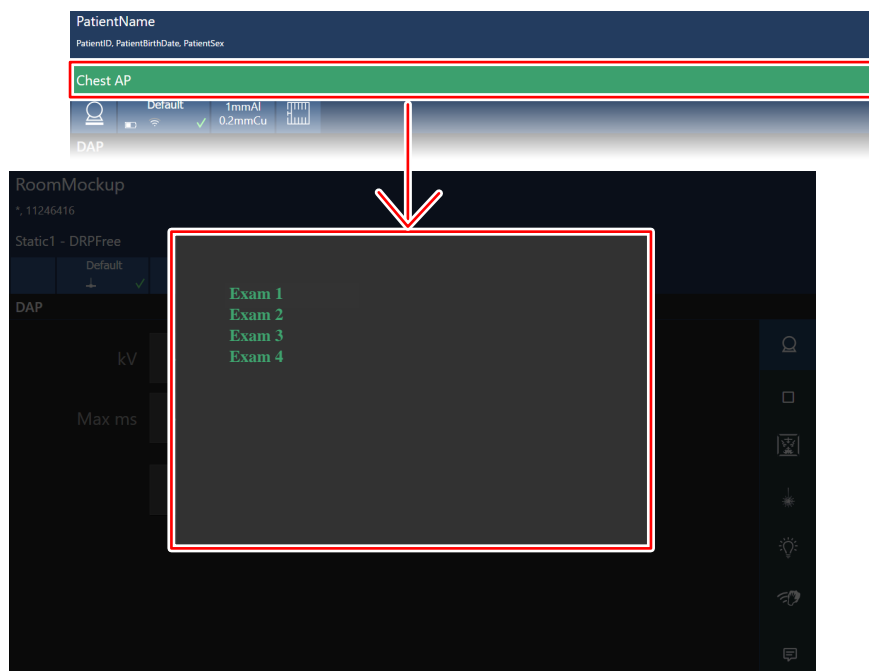 PatientName
PatientID, PatientBirthDate, PatientSex
Chest AP
Default
1mmAl
0.2mmCu
DAP
RoomMockup
*, 11246416
Static1 - DRPFree
Default
DAP
kV
Max ms
Exam 1
Exam 2
Exam 3
Exam 4